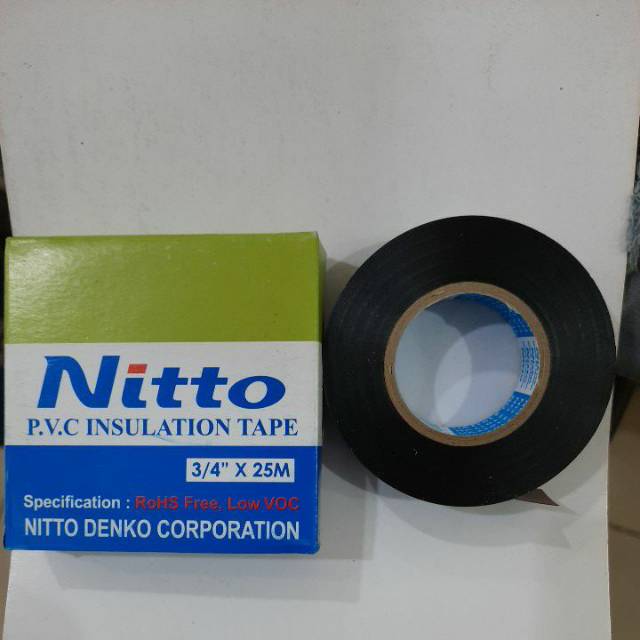 Nitto
P.V.C INSULATION TAPE
3/4" X 25M
Specification : RoHS Free, Low VOC
NITTO DENKO CORPORATION